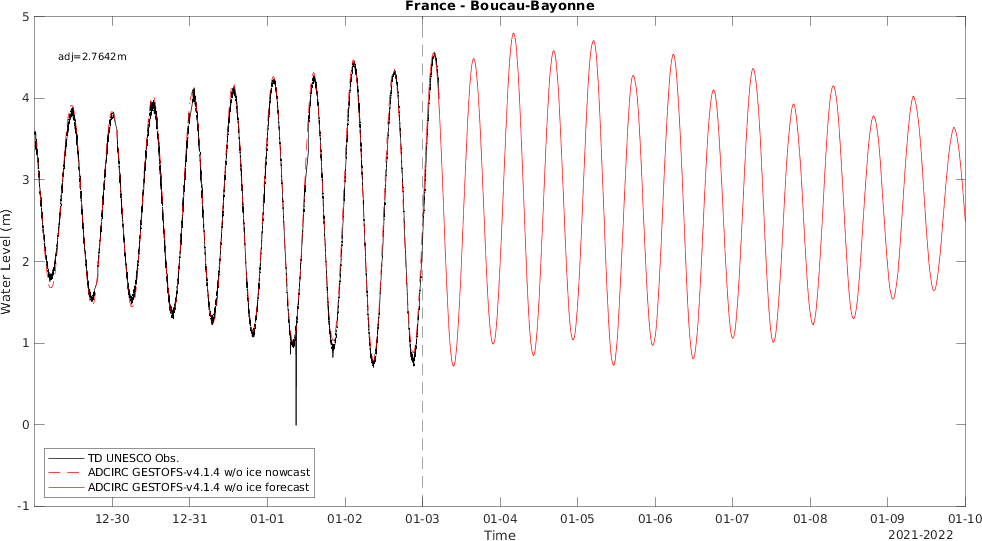 France - Boucau-Bayonne
adj=2.7642m
5
4
3
2
1
0
-1
Water Level (m)
TD UNESCO Obs.
ADCIRC GESTOFS-v4.1.4 w/o ice nowcast
ADCIRC GESTOFS-v4.1.4 w/o ice forecast
12-30 12-31 01-01 01-02 01-03 01-04 01-05 01-06 01-07 01-08 01-09 01-10
Time
2021-2022